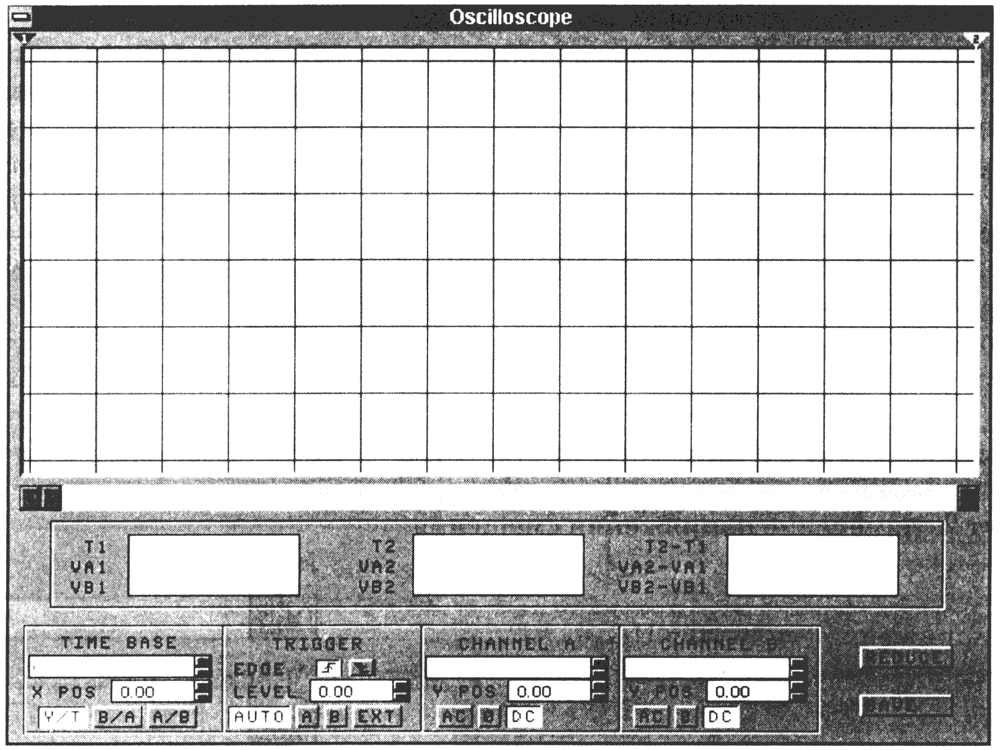 Oscilloscope
1 2
T1 T2 T2-T1
VA1 VA2 VA2-VA1
VB1 VB2 VB2-VB1
TIME BASE TRIGGER CHANNEL A CHANNEL B
EDGE REDUCE
X POS 0.00 LEVEL 0.00 Y POS 0.00 Y POS 0.00
SAVE
Y/T B/A A/B AUTO A B EXT AC 0 DC AC 0 DC